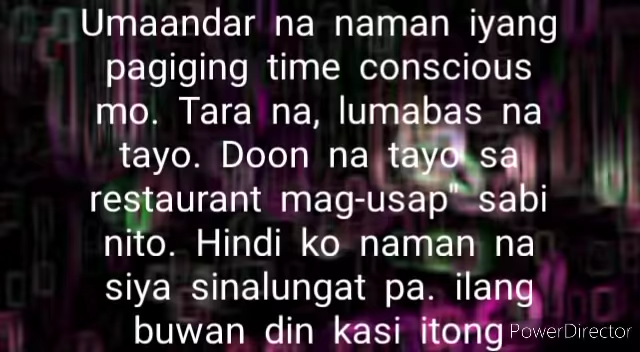 Umaandar na naman iyang
pagiging time conscious
mo. Tara na, lumabas na
tayo. Doon na tayo sa
restaurant mag-usap" sabi
nito. Hindi ko naman na
siya sinalungat pa. ilang
buwan din kasi itong
PowerDirector